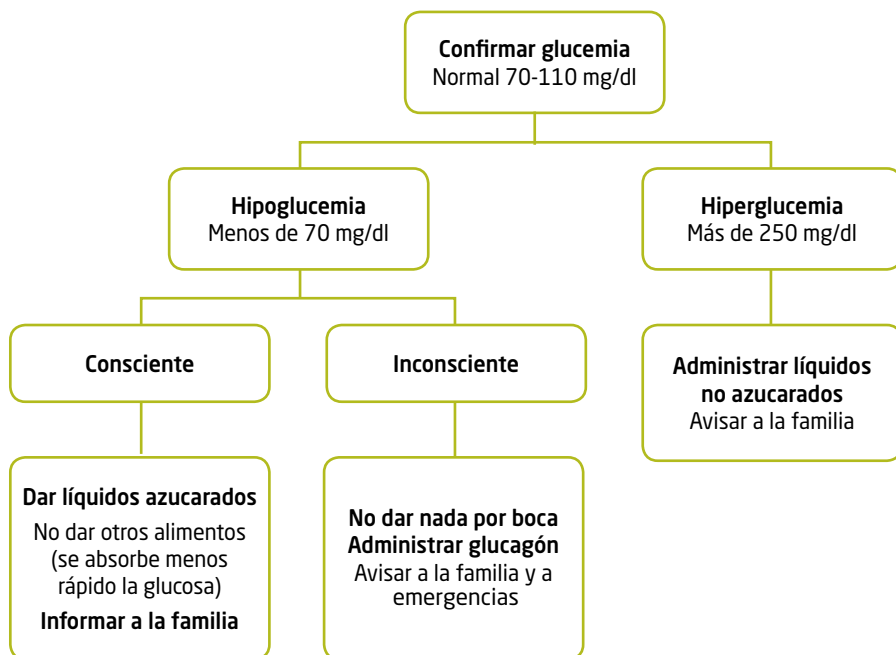 Confirmar glucemia
Normal 70-110 mg/dl
Hipoglucemia
Menos de 70 mg/dl
Hiperglucemia
Más de 250 mg/dl
Consciente
Inconsciente
Administrar líquidos
no azucarados
Avisar a la familia
Dar líquidos azucarados
No dar otros alimentos
(se absorbe menos
rápido la glucosa)
Informar a la familia
No dar nada por boca
Administrar glucagón
Avisar a la familia y a
emergencias